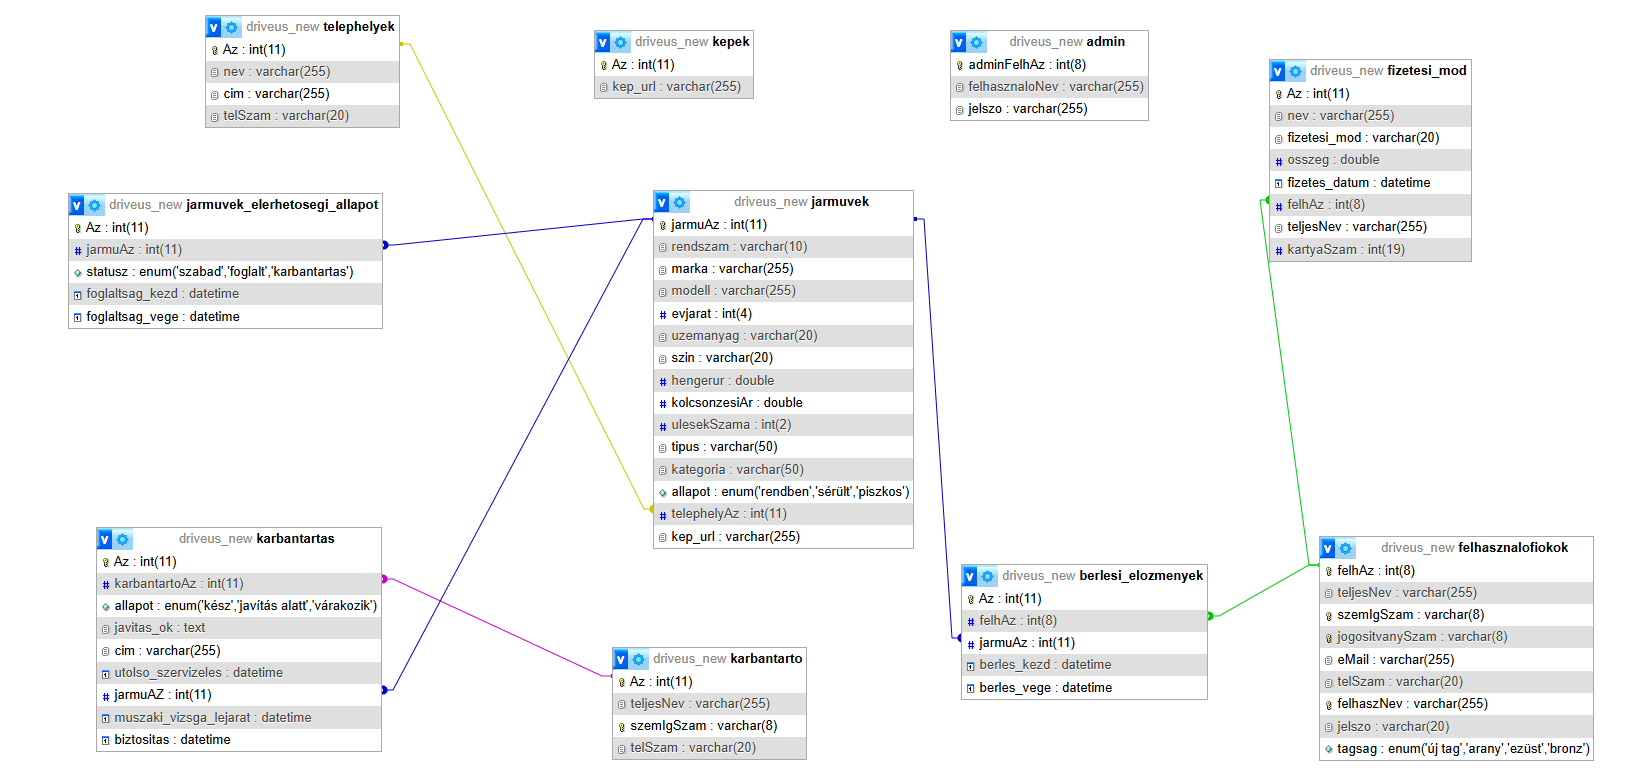 driveus_new telephelyek
Az : int(11)
nev : varchar(255)
cim : varchar(255)
telSzam : varchar(20)
driveus_new kepek
Az : int(11)
kep_url : varchar(255)
driveus_new admin
adminFelhAz : int(8)
felhasznaloNev : varchar(255)
jelszo : varchar(255)
driveus_new fizetesi_mod
Az : int(11)
nev : varchar(255)
fizetesi_mod : varchar(20)
osszeg : double
fizetes_datum : datetime
felhAz : int(8)
teljesNev : varchar(255)
kartyaSzam : int(19)
driveus_new jarmuvek_elerhetosegi_allapot
Az : int(11)
jarmuAz : int(11)
statusz : enum('szabad','foglalt','karbantartas')
foglaltsag_kezd : datetime
foglaltsag_vege : datetime
driveus_new jarmuvek
jarmuAz : int(11)
rendszam : varchar(10)
marka : varchar(255)
modell : varchar(255)
evjarat : int(4)
uzemanyag : varchar(20)
szin : varchar(20)
hengerur : double
kolcsonzesiAr : double
ulesekSzama : int(2)
tipus : varchar(50)
kategoria : varchar(50)
allapot : enum('rendben','sérült','piszkos')
telephelyAz : int(11)
kep_url : varchar(255)
driveus_new karbantartas
Az : int(11)
karbantartoAz : int(11)
allapot : enum('kész','javítás alatt','várakozik')
javitas_ok : text
cim : varchar(255)
utolso_szervizeles : datetime
jarmuAZ : int(11)
muszaki_vizsga_lejarat : datetime
biztositas : datetime
driveus_new karbantarto
Az : int(11)
teljesNev : varchar(255)
szemIgSzam : varchar(8)
telSzam : varchar(20)
driveus_new berlesi_elozmenyek
Az : int(11)
felhAz : int(8)
jarmuAz : int(11)
berles_kezd : datetime
berles_vege : datetime
driveus_new felhasznalofiokok
felhAz : int(8)
teljesNev : varchar(255)
szemIgSzam : varchar(8)
jogositvanySzam : varchar(8)
eMail : varchar(255)
telSzam : varchar(20)
felhaszNev : varchar(255)
jelszo : varchar(20)
tagsag : enum('új tag','arany','ezüst','bronz')